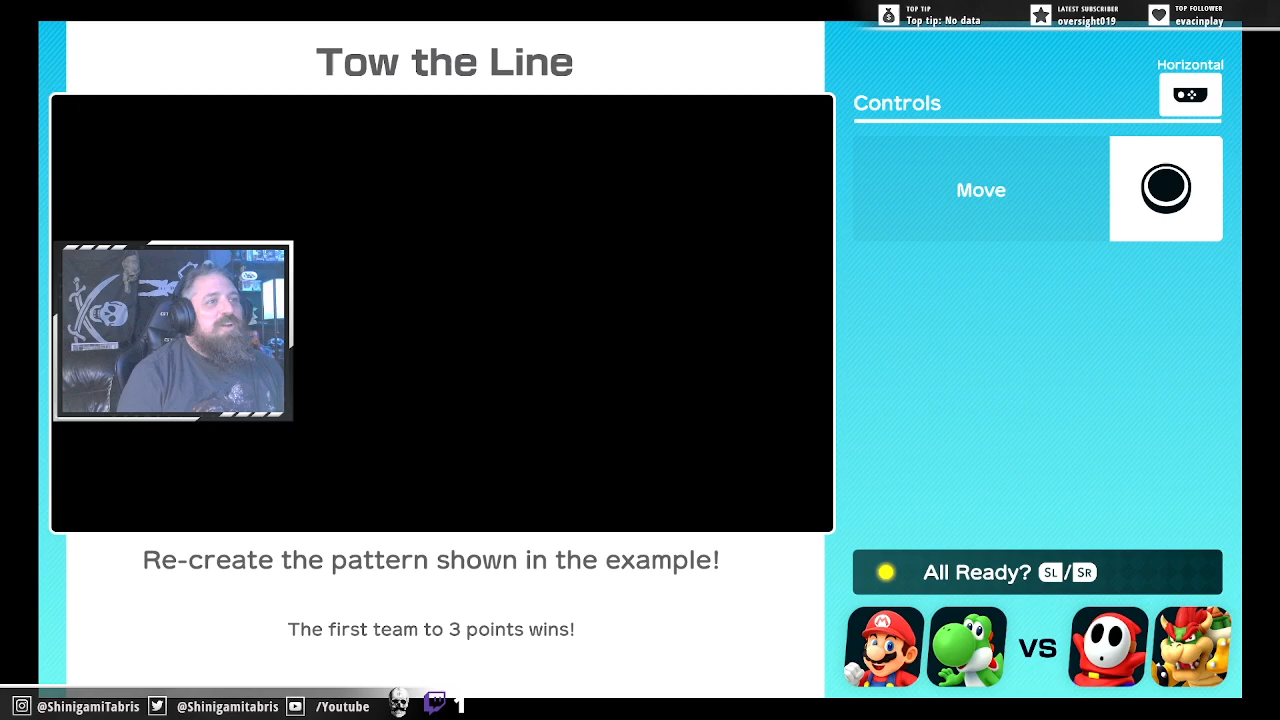 TOP TIP
Top tip: No data
LATEST SUBSCRIBER
oversight019
TOP FOLLOWER
evacinplay
Tow the Line
Horizontal
Controls
Move
Re-create the pattern shown in the example!
The first team to 3 points wins!
All Ready? SL/SR
VS
@ShinigamiTabris
@Shinigamitabris
/Youtube
1